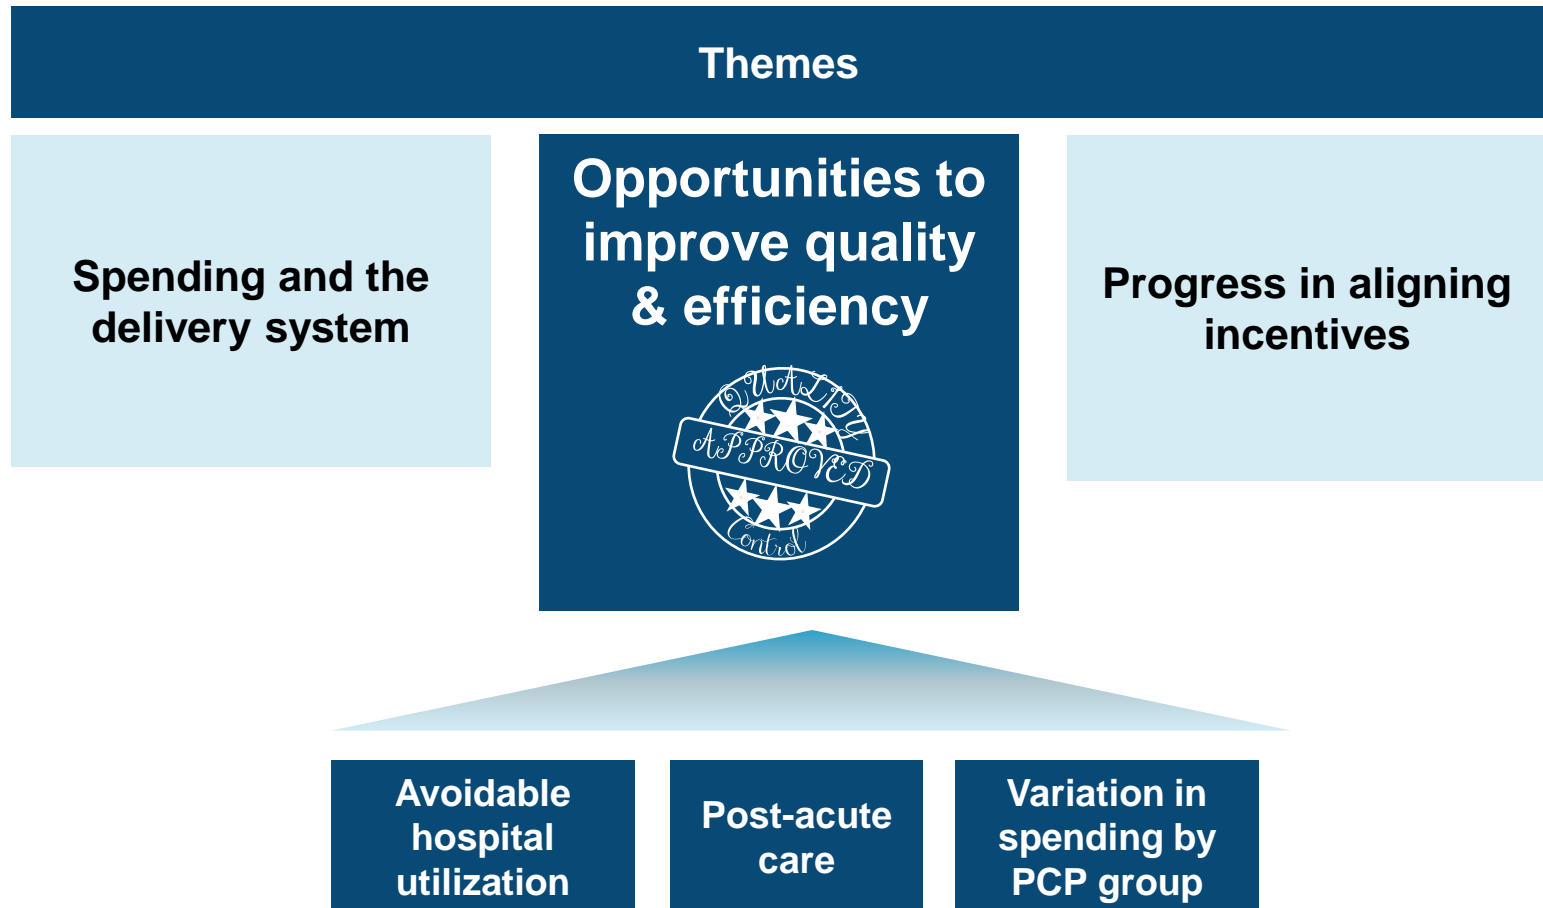 Themes
Spending and the
delivery system
Opportunities to
improve quality
& efficiency
QUALITY
APPROVED
Control
Progress in aligning
incentives
Avoidable
hospital
utilization
Post-acute
care
Variation in
spending by
PCP group